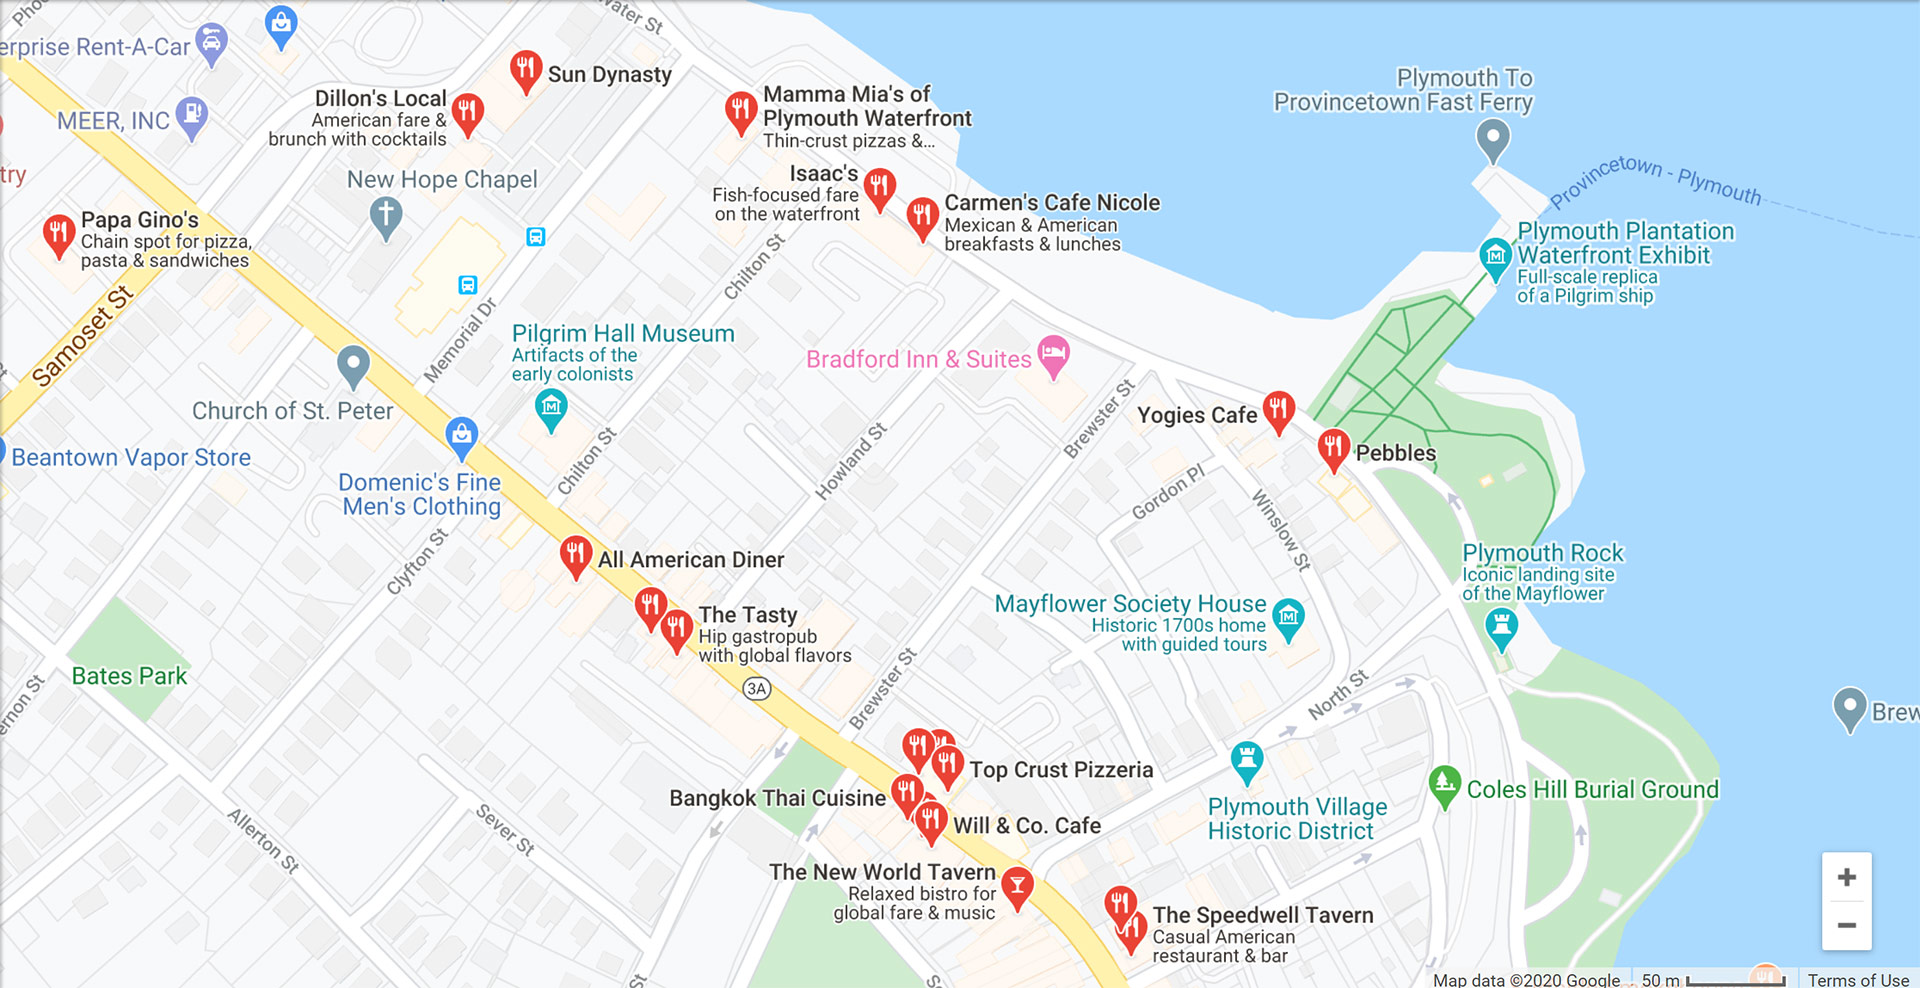 Pho
Water St
erprise Rent-A-Car
Sun Dynasty
Dillon's Local
American fare &
brunch with cocktails
MEER, INC
Mamma Mia's of
Plymouth Waterfront
Thin-crust pizzas &...
Plymouth To
Provincetown Fast Ferry
Provincetown - Plymouth
try
New Hope Chapel
Isaac's
Fish-focused fare
on the waterfront
Carmen's Cafe Nicole
Mexican & American
breakfasts & lunches
Papa Gino's
Chain spot for pizza,
pasta & sandwiches
Plymouth Plantation
Waterfront Exhibit
Full-scale replica
of a Pilgrim ship
Chilton St
Samoset St
Memorial Dr
Pilgrim Hall Museum
Artifacts of the
early colonists
Bradford Inn & Suites
Church of St. Peter
Brewster St
Yogies Cafe
Pebbles
Beantown Vapor Store
Domenic's Fine
Men's Clothing
Chilton St
Howland St
Gordon Pl
Winslow St
Clyfton St
All American Diner
Plymouth Rock
Iconic landing site
of the Mayflower
The Tasty
Hip gastropub
with global flavors
Mayflower Society House
Historic 1700s home
with guided tours
Bates Park
ernon St
3A
Brewster St
North St
Brew
Top Crust Pizzeria
Bangkok Thai Cuisine
Will & Co. Cafe
Plymouth Village
Historic District
Coles Hill Burial Ground
Allerton St
Sever St
The New World Tavern
Relaxed bistro for
global fare & music
The Speedwell Tavern
Casual American
restaurant & bar
+
−
St
Map data ©2020 Google
50 m
Terms of Use